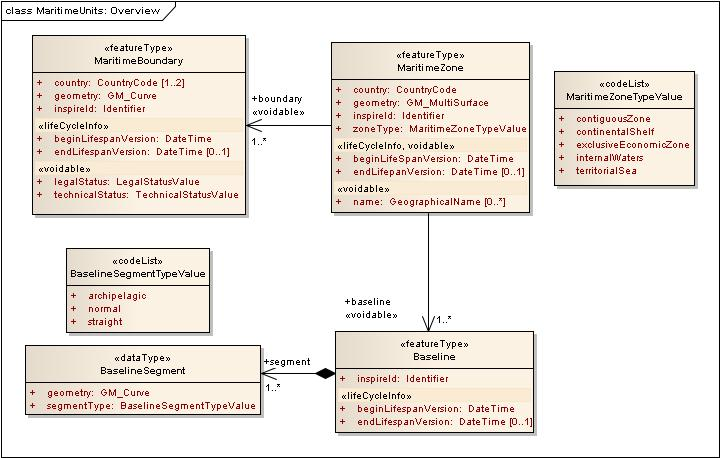 class MaritimeUnits: Overview
«featureType»
MaritimeBoundary
+ country: CountryCode [1..2]
+ geometry: GM_Curve
+ inspireId: Identifier
«lifeCycleInfo»
+ beginLifespanVersion: DateTime
+ endLifespanVersion: DateTime [0..1]
«voidable»
+ legalStatus: LegalStatusValue
+ technicalStatus: TechnicalStatusValue
+boundary
«voidable»
1..*
«featureType»
MaritimeZone
+ country: CountryCode
+ geometry: GM_MultiSurface
+ inspireId: Identifier
+ zoneType: MaritimeZoneTypeValue
«lifeCycleInfo, voidable»
+ beginLifeSpanVersion: DateTime
+ endLifespanVersion: DateTime [0..1]
«voidable»
+ name: GeographicalName [0..*]
«codeList»
MaritimeZoneTypeValue
+ contiguousZone
+ continentalShelf
+ exclusiveEconomicZone
+ internalWaters
+ territorialSea
«codeList»
BaselineSegmentTypeValue
+ archipelagic
+ normal
+ straight
+baseline
«voidable»
1..*
«dataType»
BaselineSegment
+ geometry: GM_Curve
+ segmentType: BaselineSegmentTypeValue
+segment
1..*
«featureType»
Baseline
+ inspireId: Identifier
«lifeCycleInfo»
+ beginLifespanVersion: DateTime
+ endLifespanVersion: DateTime [0..1]